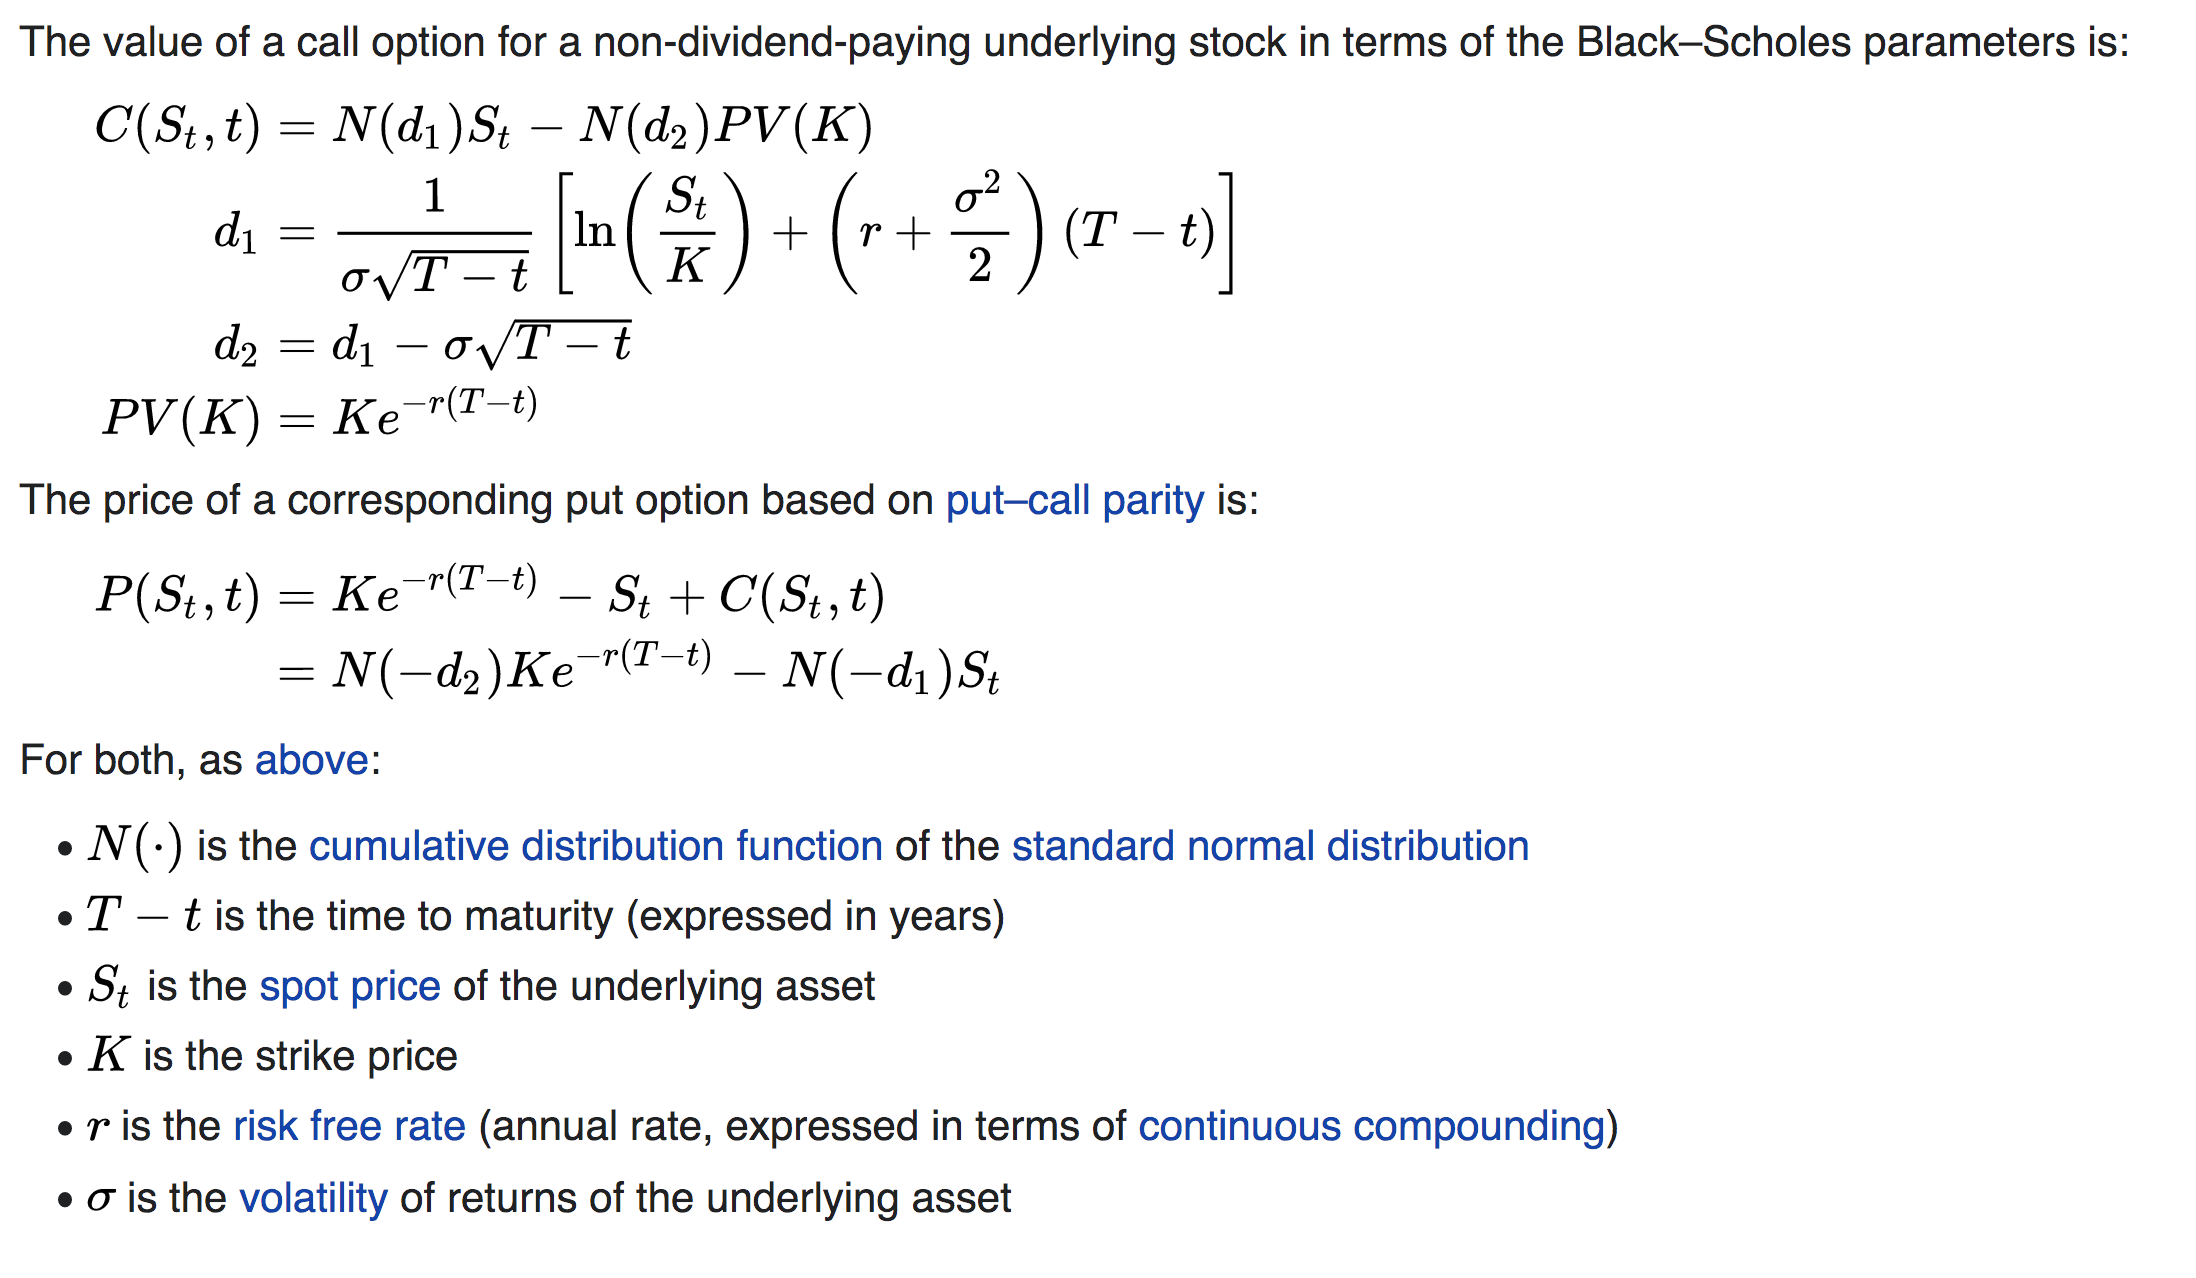 The value of a call option for a non-dividend-paying underlying stock in terms of the Black–Scholes parameters is:
C(S_t, t) = N(d_1)S_t − N(d_2)PV(K)
d_1 = \frac{1}{σ\sqrt{T − t}} [ln(\frac{S_t}{K}) + (r + \frac{σ^2}{2})(T − t)]
d_2 = d_1 − σ\sqrt{T − t}
PV(K) = Ke^{−r(T−t)}
The price of a corresponding put option based on put–call parity is:
P(S_t, t) = Ke^{−r(T−t)} − S_t + C(S_t, t)
= N(−d_2)Ke^{−r(T−t)} − N(−d_1)S_t
For both, as above:
• N(·) is the cumulative distribution function of the standard normal distribution
• T − t is the time to maturity (expressed in years)
• S_t is the spot price of the underlying asset
• K is the strike price
• r is the risk free rate (annual rate, expressed in terms of continuous compounding)
• σ is the volatility of returns of the underlying asset